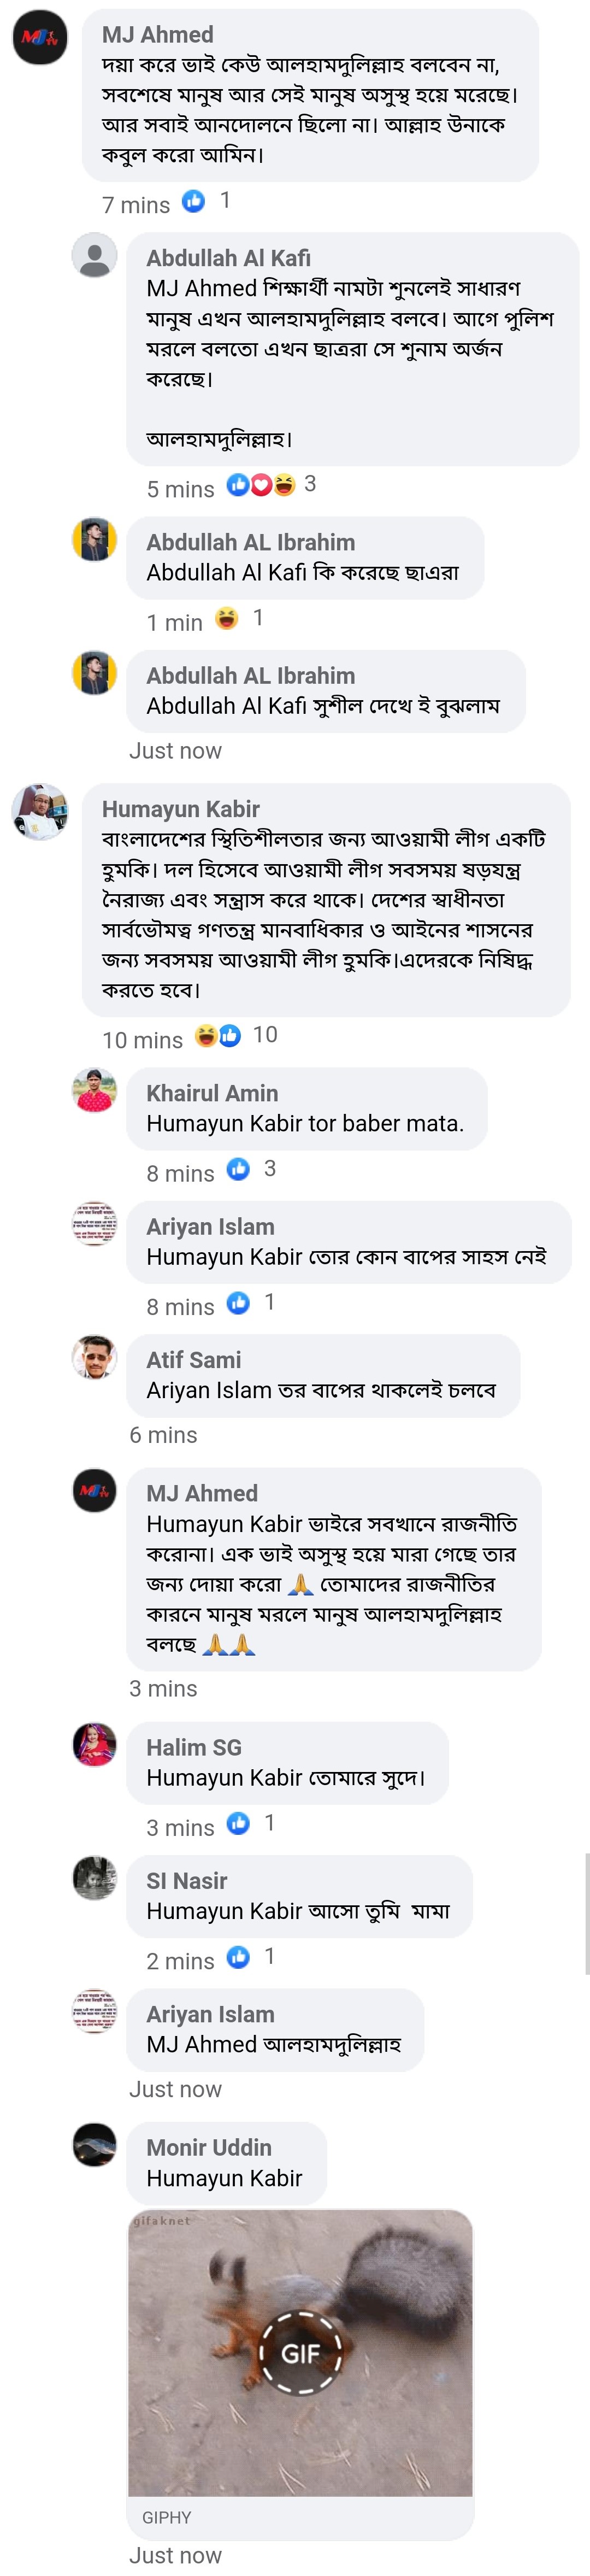 MJ Ahmed
দয়া করে ভাই কেউ আলহামদুলিল্লাহ বলবেন না,
সবশেষে মানুষ আর সেই মানুষ অসুস্থ হয়ে মরেছে।
আর সবাই আনদোলনে ছিলো না। আল্লাহ উনাকে
কবুল করো আমিন।
7 mins 1
Abdullah Al Kafi
MJ Ahmed শিক্ষার্থী নামটা শুনলেই সাধারণ
মানুষ এখন আলহামদুলিল্লাহ বলবে। আগে পুলিশ
মরলে বলতো এখন ছাত্ররা সে শুনাম অর্জন
করেছে।
আলহামদুলিল্লাহ।
5 mins 3
Abdullah AL Ibrahim
Abdullah Al Kafi কি করেছে ছাএরা
1 min 1
Abdullah AL Ibrahim
Abdullah Al Kafi সুশীল দেখে ই বুঝলাম
Just now
Humayun Kabir
বাংলাদেশের স্থিতিশীলতার জন্য আওয়ামী লীগ একটি
হুমকি। দল হিসেবে আওয়ামী লীগ সবসময় ষড়যন্ত্র
নৈরাজ্য এবং সন্ত্রাস করে থাকে। দেশের স্বাধীনতা
সার্বভৌমত্ব গণতন্ত্র মানবাধিকার ও আইনের শাসনের
জন্য সবসময় আওয়ামী লীগ হুমকি।এদেরকে নিষিদ্ধ
করতে হবে।
10 mins 10
Khairul Amin
Humayun Kabir tor baber mata.
8 mins 3
Ariyan Islam
Humayun Kabir তোর কোন বাপের সাহস নেই
8 mins 1
Atif Sami
Ariyan Islam তর বাপের থাকলেই চলবে
6 mins
MJ Ahmed
Humayun Kabir ভাইরে সবখানে রাজনীতি
করোনা। এক ভাই অসুস্থ হয়ে মারা গেছে তার
জন্য দোয়া করো 🙏 তোমাদের রাজনীতির
কারনে মানুষ মরলে মানুষ আলহামদুলিল্লাহ
বলছে 🙏🙏
3 mins
Halim SG
Humayun Kabir তোমারে সুদে।
3 mins 1
SI Nasir
Humayun Kabir আসো তুমি মামা
2 mins 1
Ariyan Islam
MJ Ahmed আলহামদুলিল্লাহ
Just now
Monir Uddin
Humayun Kabir
gifaknet
GIF
GIPHY
Just now